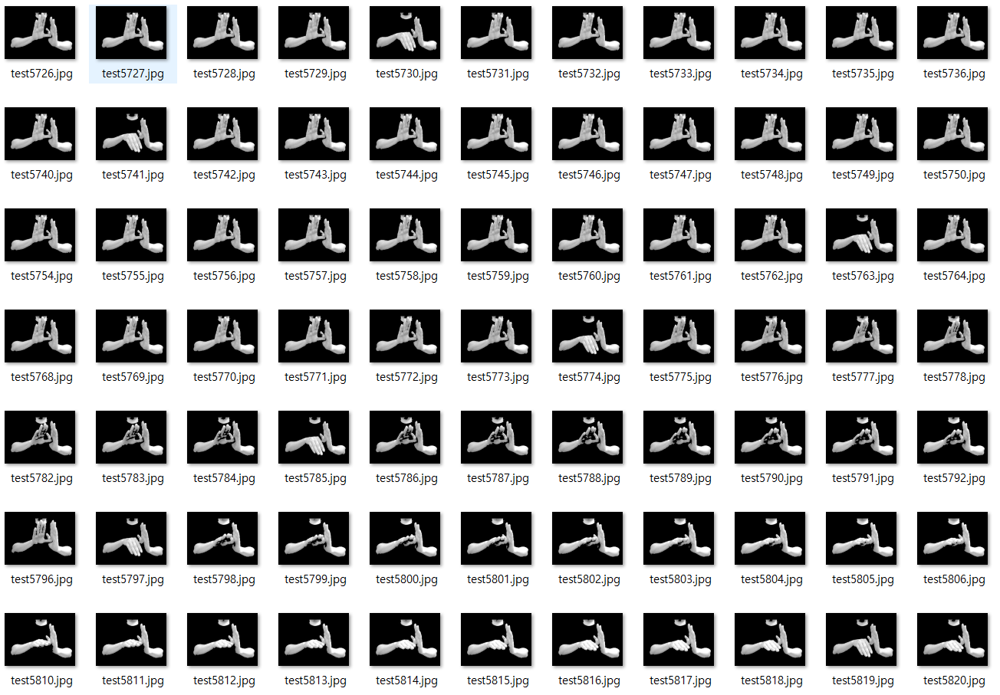 test5726.jpg test5727.jpg test5728.jpg test5729.jpg test5730.jpg test5731.jpg test5732.jpg test5733.jpg test5734.jpg test5735.jpg test5736.jpg
test5740.jpg test5741.jpg test5742.jpg test5743.jpg test5744.jpg test5745.jpg test5746.jpg test5747.jpg test5748.jpg test5749.jpg test5750.jpg
test5754.jpg test5755.jpg test5756.jpg test5757.jpg test5758.jpg test5759.jpg test5760.jpg test5761.jpg test5762.jpg test5763.jpg test5764.jpg
test5768.jpg test5769.jpg test5770.jpg test5771.jpg test5772.jpg test5773.jpg test5774.jpg test5775.jpg test5776.jpg test5777.jpg test5778.jpg
test5782.jpg test5783.jpg test5784.jpg test5785.jpg test5786.jpg test5787.jpg test5788.jpg test5789.jpg test5790.jpg test5791.jpg test5792.jpg
test5796.jpg test5797.jpg test5798.jpg test5799.jpg test5800.jpg test5801.jpg test5802.jpg test5803.jpg test5804.jpg test5805.jpg test5806.jpg
test5810.jpg test5811.jpg test5812.jpg test5813.jpg test5814.jpg test5815.jpg test5816.jpg test5817.jpg test5818.jpg test5819.jpg test5820.jpg